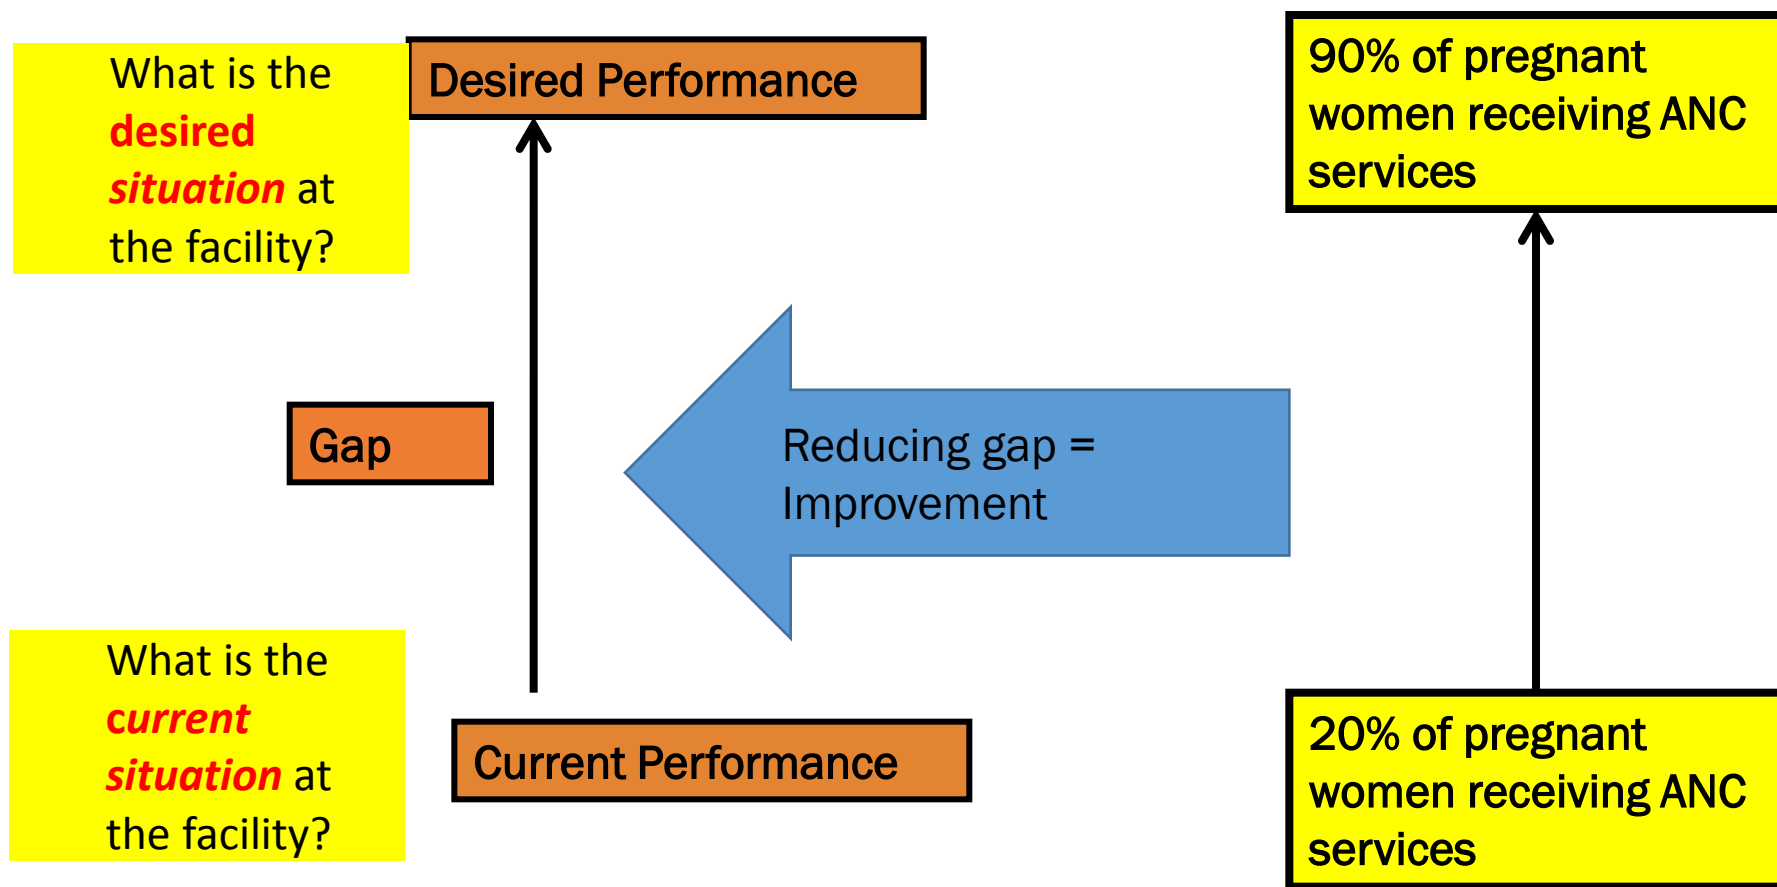 What is the
desired
situation at
the facility?
Desired Performance
90% of pregnant
women receiving ANC
services
Gap
Reducing gap =
Improvement
What is the
current
situation at
the facility?
Current Performance
20% of pregnant
women receiving ANC
services